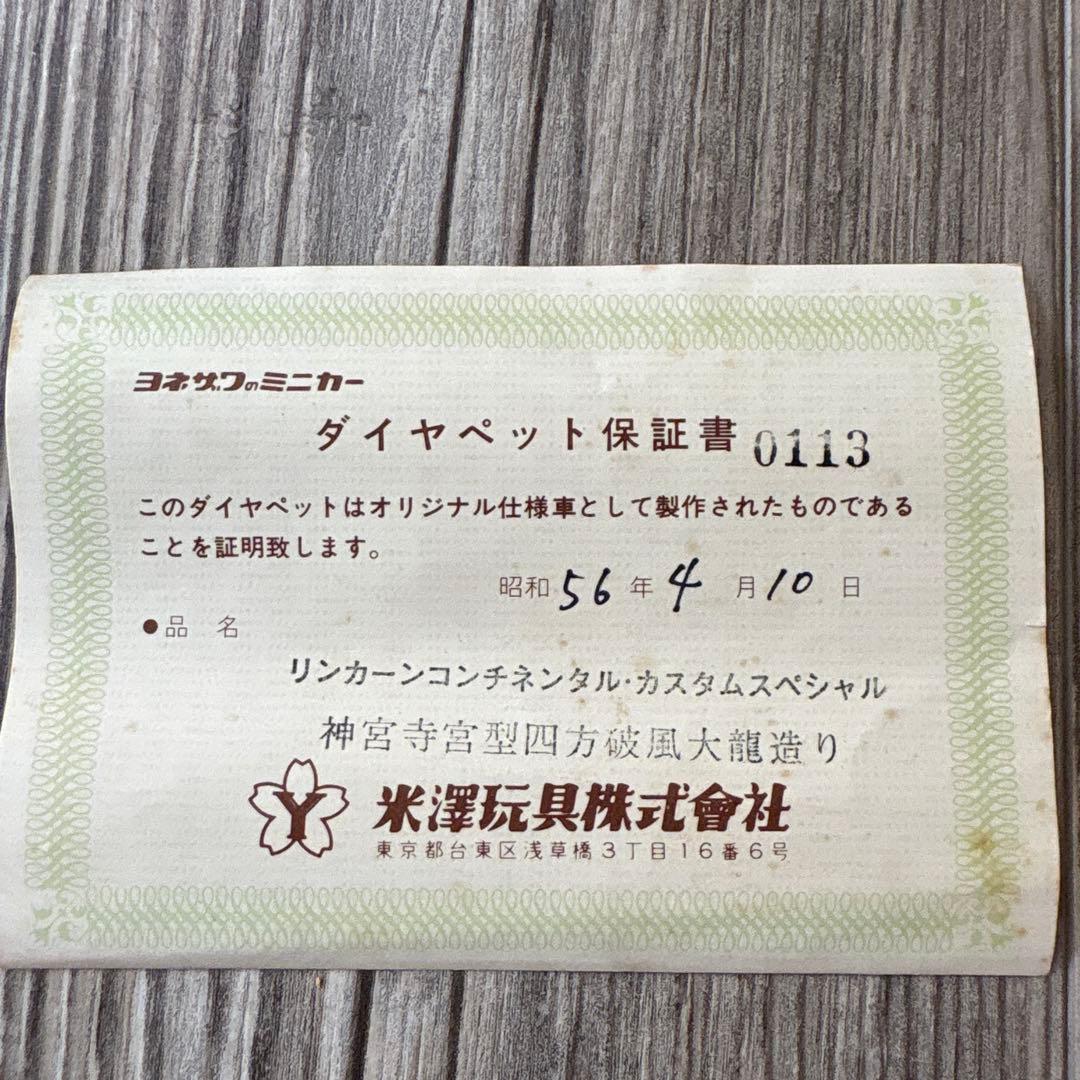 ヨネザワのミニカー
ダイヤペット保証書 0113
このダイヤペットはオリジナル仕様車として製作されたものである
ことを証明致します。
昭和56年4月10日
●品 名
リンカーンコンチネンタル・カスタムスペシャル
神宮寺宮型四方破風大龍造り
Y 米澤玩具株式會社
東京都台東区浅草橋3丁目16番6号